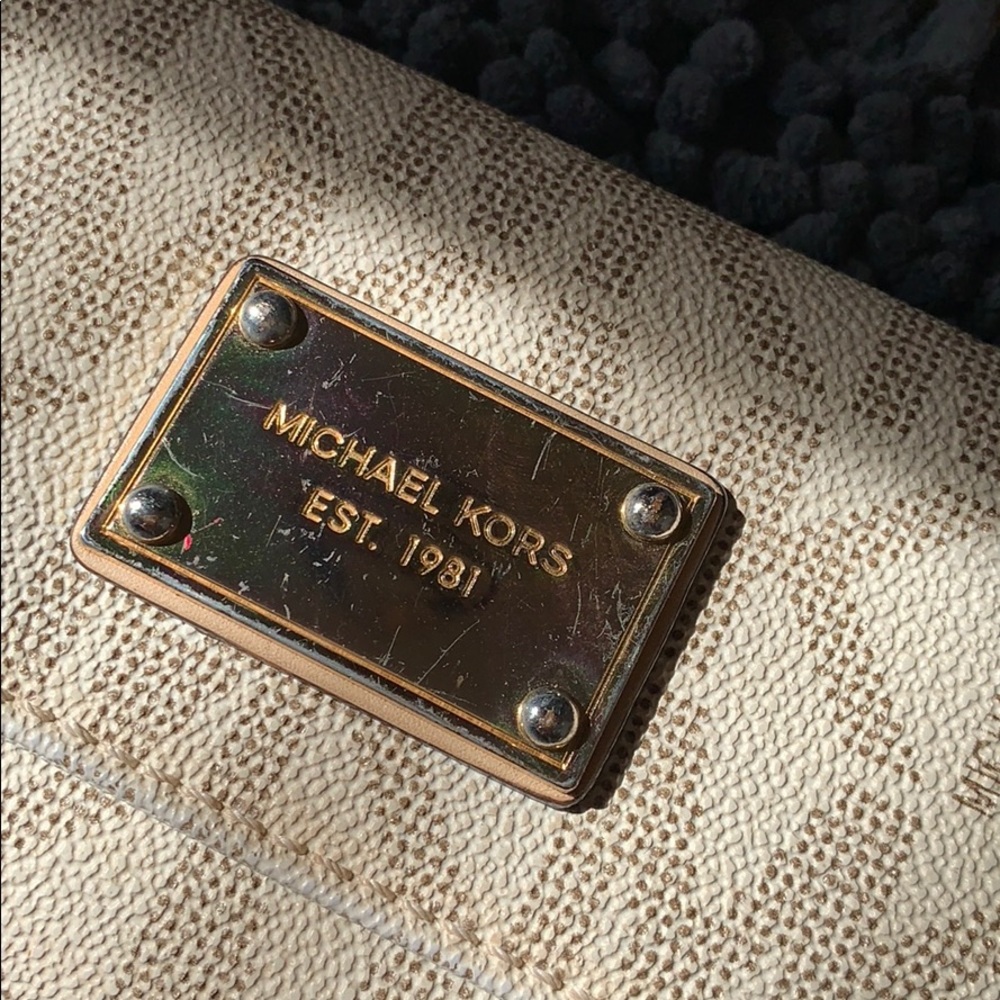 MICHAEL KORS
EST. 1981